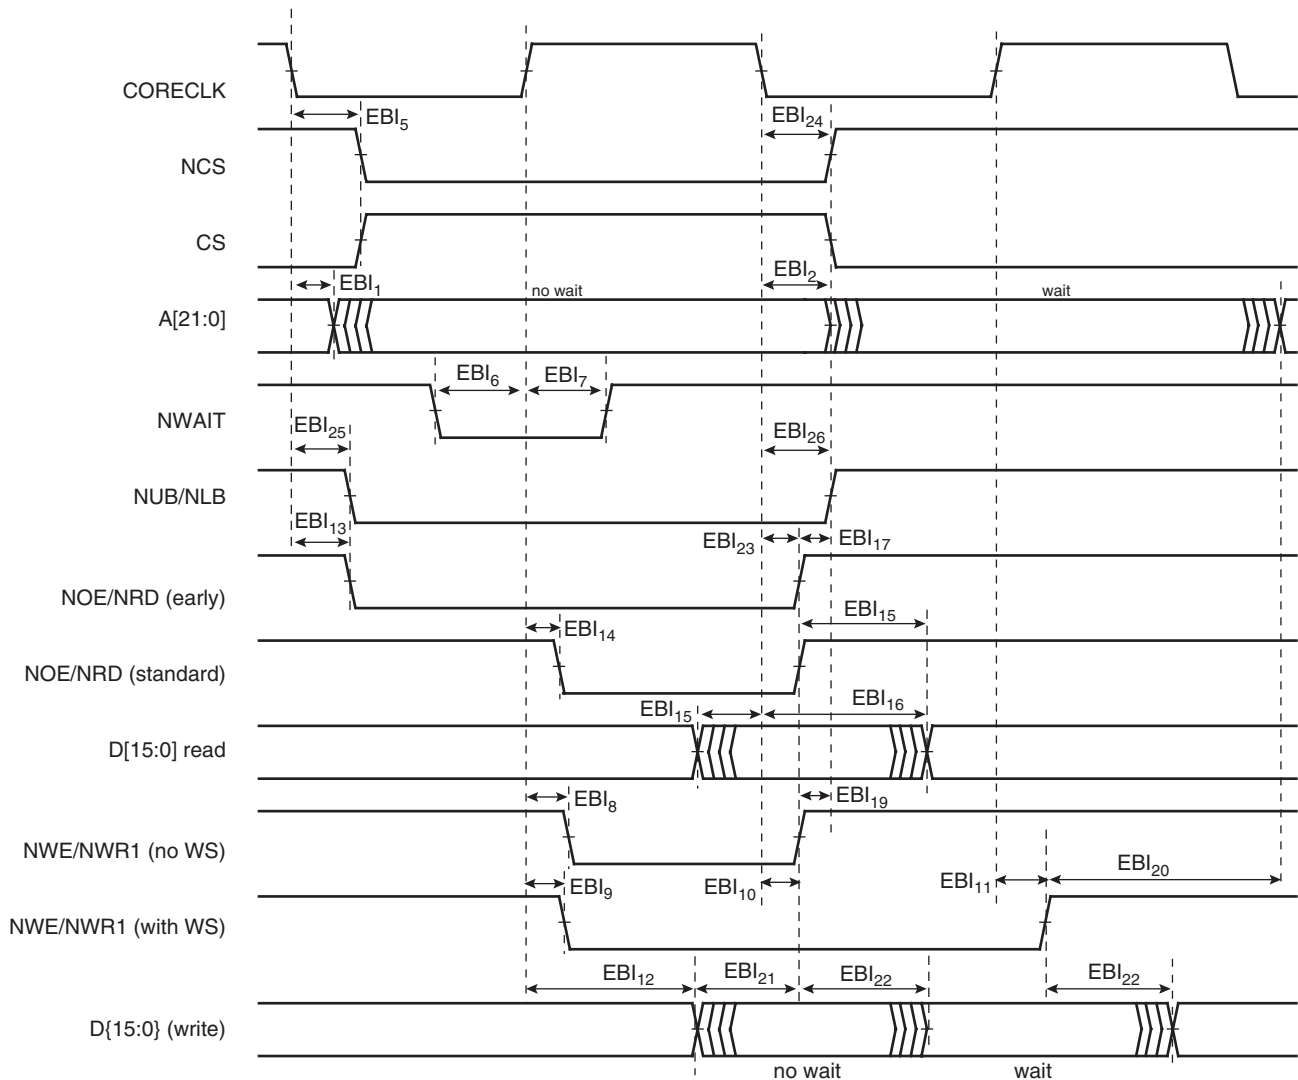 CORECLK
EBI5
EBI24
NCS
CS
EBI1
EBI2
no wait
wait
A[21:0]
EBI6
EBI7
NWAIT
EBI25
EBI26
NUB/NLB
EBI13
EBI23
EBI17
NOE/NRD (early)
EBI14
EBI15
NOE/NRD (standard)
EBI15
EBI16
D[15:0] read
EBI8
EBI19
NWE/NWR1 (no WS)
EBI9
EBI10
EBI11
EBI20
NWE/NWR1 (with WS)
EBI12
EBI21
EBI22
EBI22
D{15:0} (write)
no wait
wait